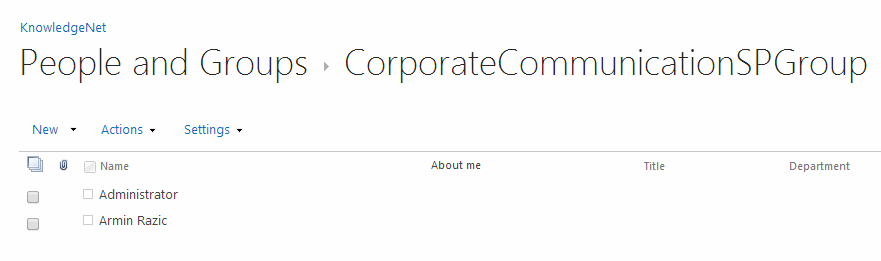 KnowledgeNet
People and Groups ▸ CorporateCommunicationSPGroup
New Actions Settings
Name About me Title Department
Administrator
Armin Razic